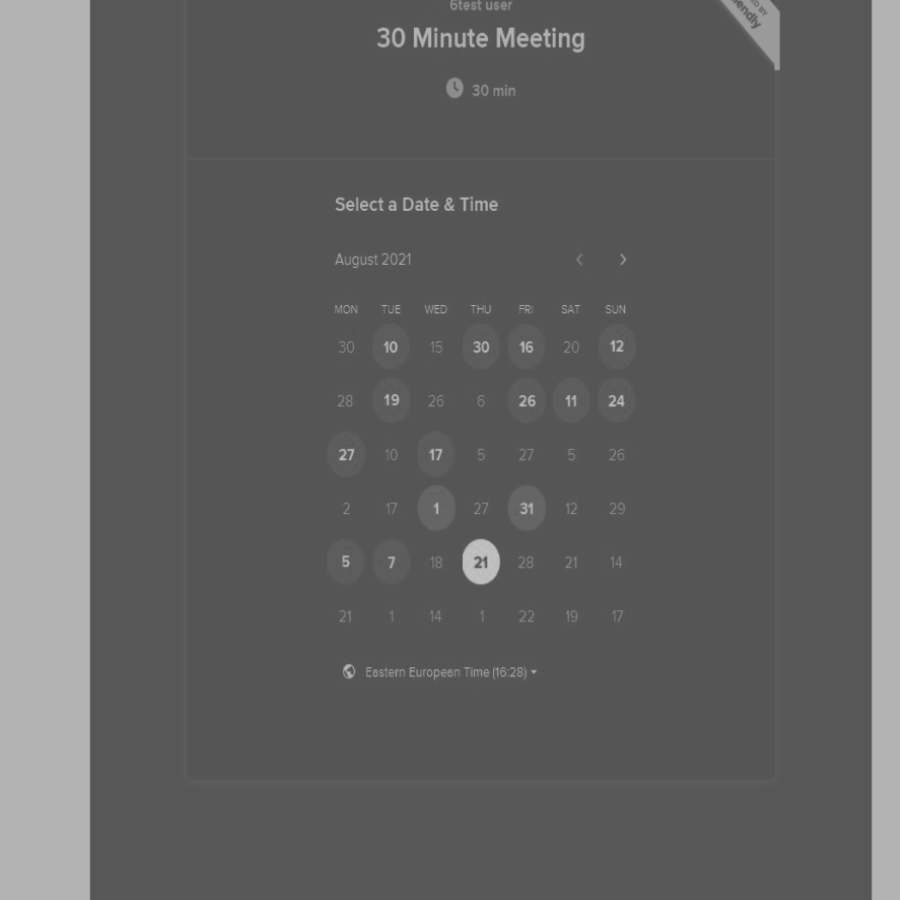 6test user
30 Minute Meeting
30 min
Select a Date & Time
August 2021
MON TUE WED THU FRI SAT SUN
30 10 15 30 16 20 12
28 19 26 6 26 11 24
27 10 17 5 27 5 26
2 17 1 27 31 12 29
5 7 18 21 28 21 14
21 1 14 1 22 19 17
Eastern European Time (16:28)